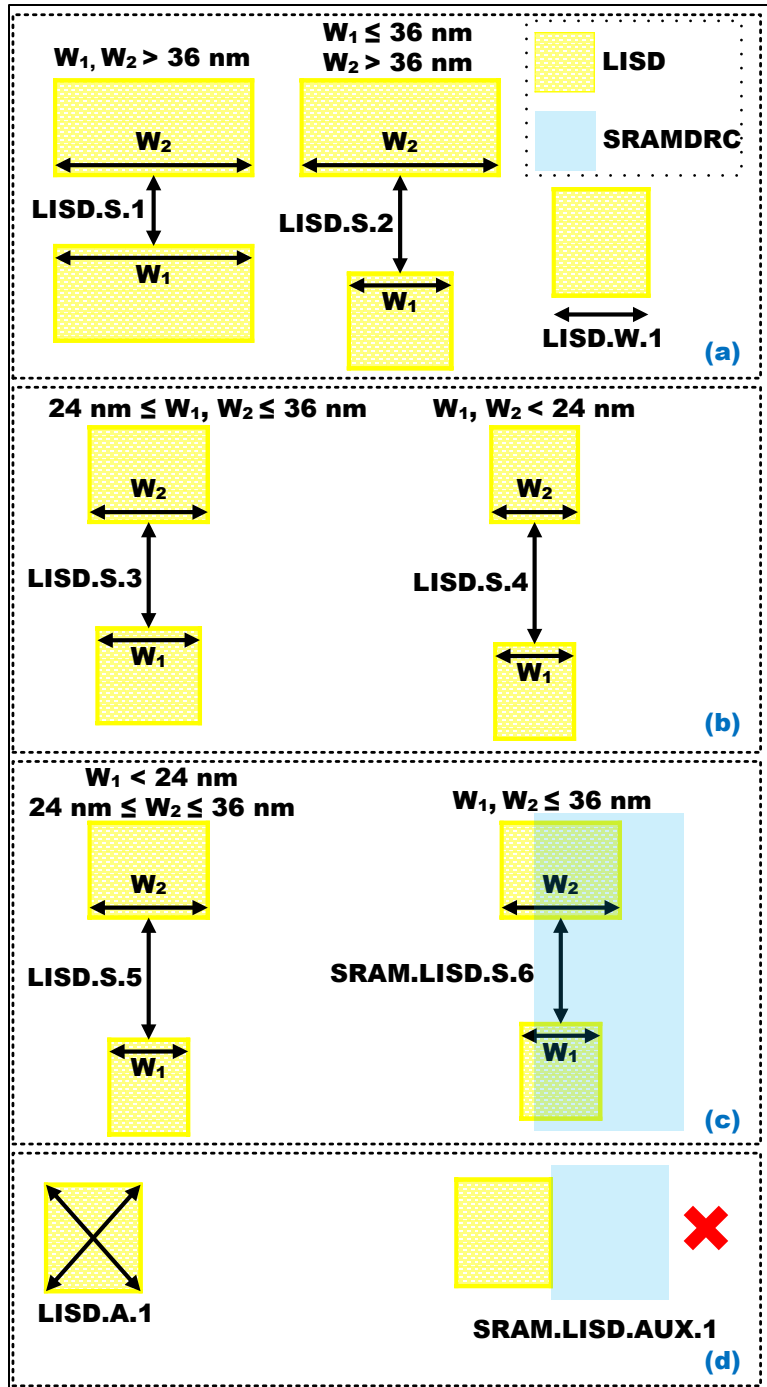 W₁, W₂ > 36 nm
W₂
LISD.S.1
W₁
W₁ ≤ 36 nm
W₂ > 36 nm
W₂
LISD.S.2
W₁
LISD
SRAMDRC
LISD.W.1
(a)
24 nm ≤ W₁, W₂ ≤ 36 nm
W₂
LISD.S.3
W₁
W₁, W₂ < 24 nm
W₂
LISD.S.4
W₁
(b)
W₁ < 24 nm
24 nm ≤ W₂ ≤ 36 nm
W₂
LISD.S.5
W₁
W₁, W₂ ≤ 36 nm
W₂
SRAM.LISD.S.6
W₁
(c)
LISD.A.1
SRAM.LISD.AUX.1
(d)